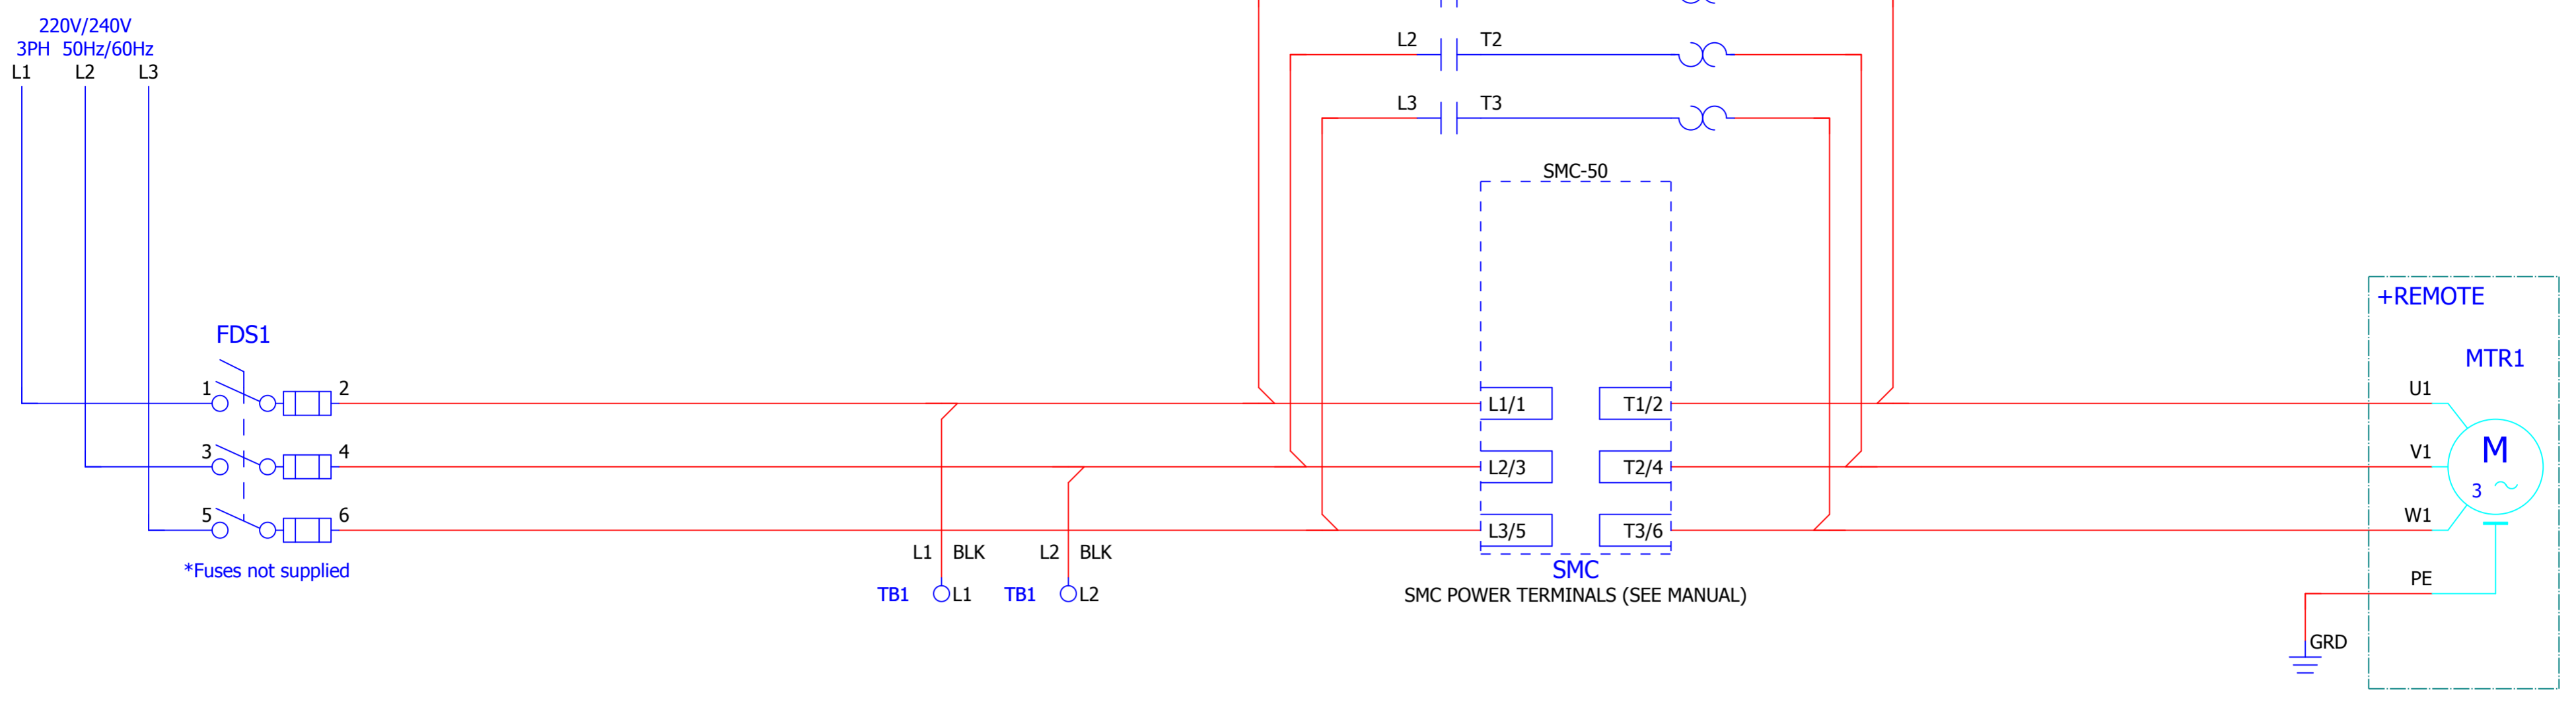 220V/240V
3PH 50Hz/60Hz
L1 L2 L3
L2 T2
L3 T3
SMC-50
+REMOTE
FDS1
MTR1
1 2
L1/1 T1/2
U1
3 4
L2/3 T2/4
V1
M
3
5 6
L3/5 T3/6
W1
L1 BLK L2 BLK
*Fuses not supplied
SMC
PE
TB1 L1 TB1 L2
SMC POWER TERMINALS (SEE MANUAL)
GRD